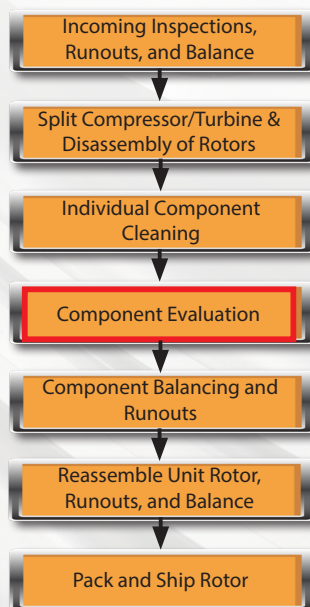 Incoming Inspections,
Runouts, and Balance
Split Compressor/Turbine &
Disassembly of Rotors
Individual Component
Cleaning
Component Evaluation
Component Balancing and
Runouts
Reassemble Unit Rotor,
Runouts, and Balance
Pack and Ship Rotor